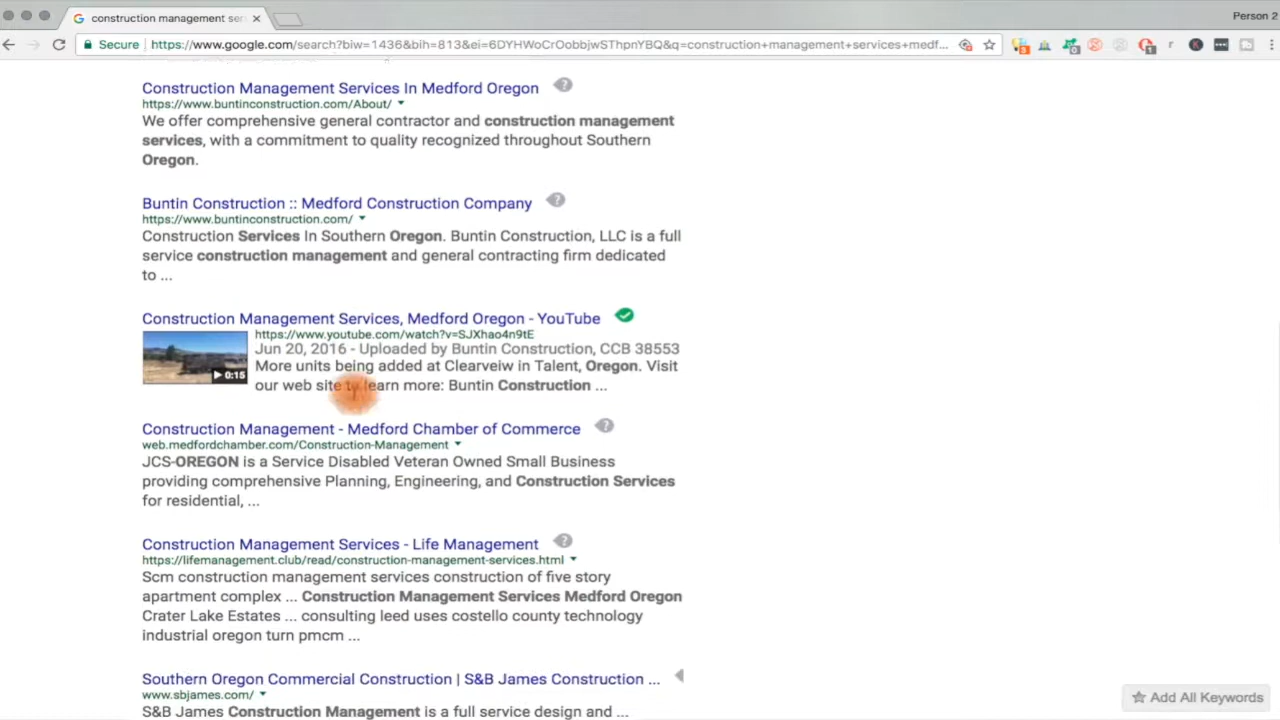 construction management ser
Person 2
Secure
https://www.google.com/search?biw=1436&bih=813&ei=6DYHWoCrOobbjwSThpnYBQ&q=construction+management+services+medf...
Construction Management Services In Medford Oregon
https://www.buntinconstruction.com/About/
We offer comprehensive general contractor and construction management
services, with a commitment to quality recognized throughout Southern
Oregon.
Buntin Construction :: Medford Construction Company
https://www.buntinconstruction.com/
Construction Services In Southern Oregon. Buntin Construction, LLC is a full
service construction management and general contracting firm dedicated
to ...
Construction Management Services, Medford Oregon - YouTube
https://www.youtube.com/watch?v=SJXhao4n9tE
Jun 20, 2016 - Uploaded by Buntin Construction, CCB 38553
More units being added at Clearveiw in Talent, Oregon. Visit
0:15
our web site to learn more: Buntin Construction ...
Construction Management - Medford Chamber of Commerce
web.medfordchamber.com/Construction-Management
JCS-OREGON is a Service Disabled Veteran Owned Small Business
providing comprehensive Planning, Engineering, and Construction Services
for residential, ...
Construction Management Services - Life Management
https://lifemanagement.club/read/construction-management-services.html
Scm construction management services construction of five story
apartment complex ... Construction Management Services Medford Oregon
Crater Lake Estates ... consulting leed uses costello county technology
industrial oregon turn pmcm ...
Southern Oregon Commercial Construction | S&B James Construction ...
www.sbjames.com/
S&B James Construction Management is a full service design and ...
Add All Keywords